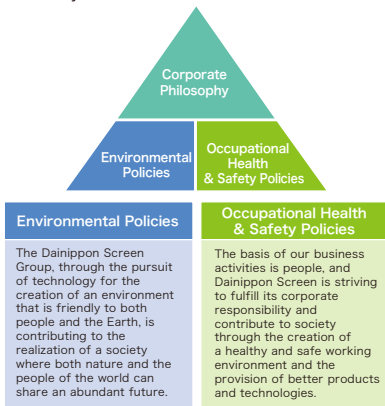 Corporate
Philosophy
Environmental
Policies
Occupational
Health
& Safety Policies
Environmental Policies
The Dainippon Screen
Group, through the pursuit
of technology for the
creation of an environment
that is friendly to both
people and the Earth, is
contributing to the
realization of a society
where both nature and the
people of the world can
share an abundant future.
Occupational Health
& Safety Policies
The basis of our business
activities is people, and
Dainippon Screen is striving
to fulfill its corporate
responsibility and
contribute to society
through the creation of
a healthy and safe working
environment and the
provision of better products
and technologies.